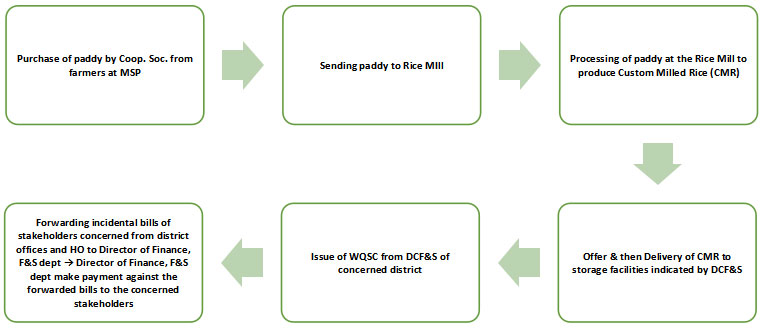 Purchase of paddy by Coop. Soc. from
farmers at MSP
Sending paddy to Rice MIll
Processing of paddy at the Rice Mill to
produce Custom Milled Rice (CMR)
Offer & then Delivery of CMR to
storage facilities indicated by DCF&S
Issue of WQSC from DCF&S of
concerned district
Forwarding incidental bills of
stakeholders concerned from district
offices and HO to Director of Finance,
F&S dept → Director of Finance, F&S
dept make payment against the
forwarded bills to the concerned
stakeholders